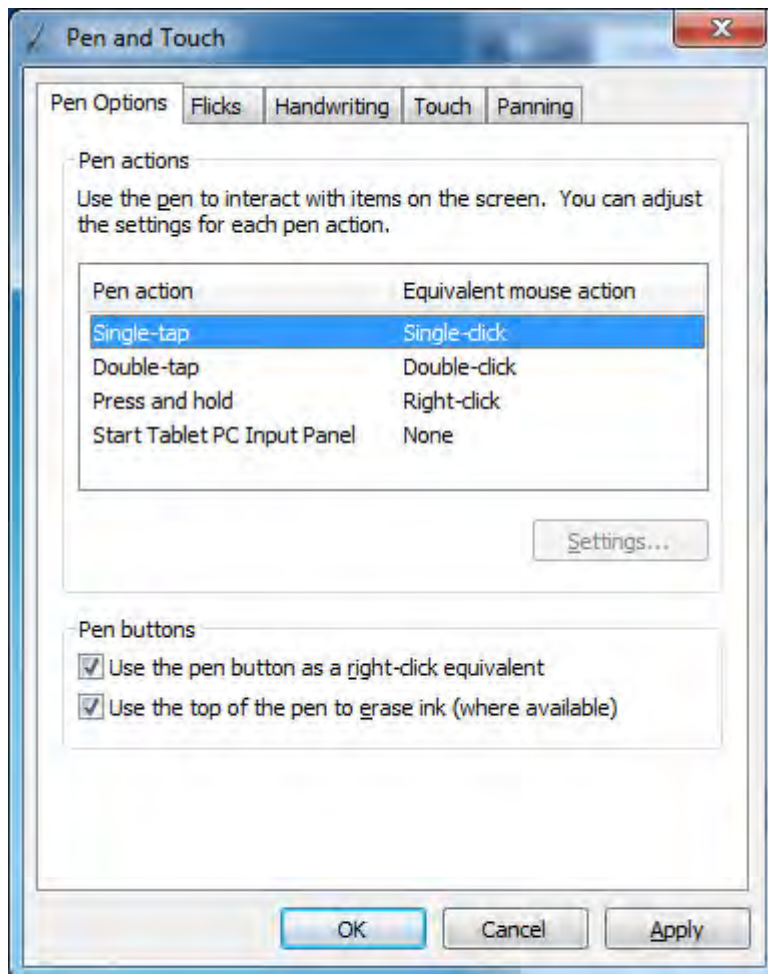 Pen and Touch
Pen Options Flicks Handwriting Touch Panning
Pen actions
Use the pen to interact with items on the screen. You can adjust
the settings for each pen action.
Pen action Equivalent mouse action
Single-tap Single-click
Double-tap Double-click
Press and hold Right-click
Start Tablet PC Input Panel None
Settings...
Pen buttons
Use the pen button as a right-click equivalent
Use the top of the pen to erase ink (where available)
OK Cancel Apply